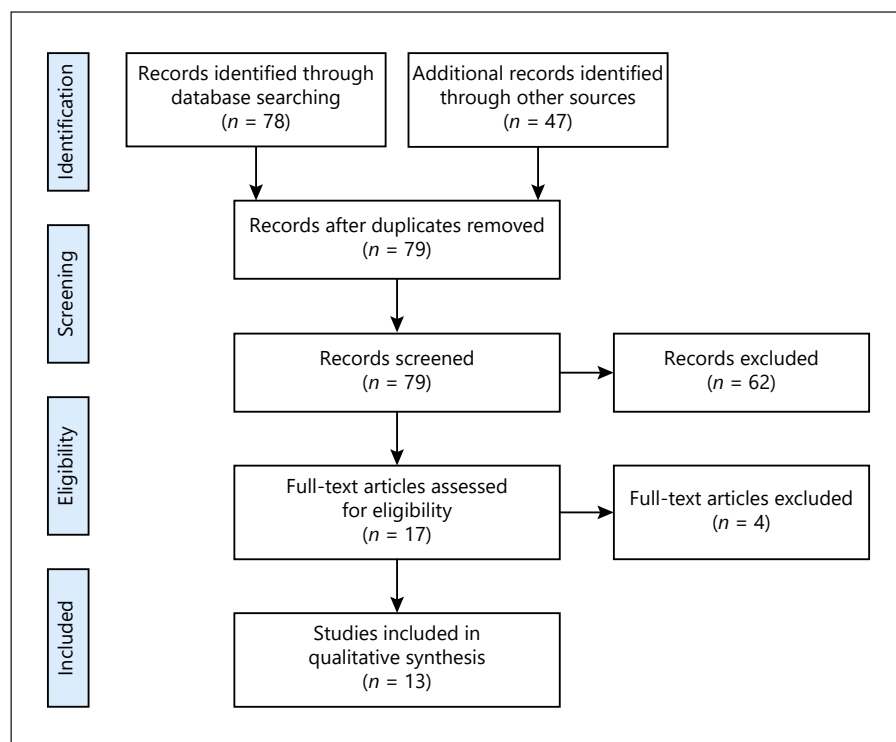 Identification
Records identified through
database searching
(n = 78)
Additional records identified
through other sources
(n = 47)
Screening
Records after duplicates removed
(n = 79)
Records screened
(n = 79)
Records excluded
(n = 62)
Eligibility
Full-text articles assessed
for eligibility
(n = 17)
Full-text articles excluded
(n = 4)
Included
Studies included in
qualitative synthesis
(n = 13)